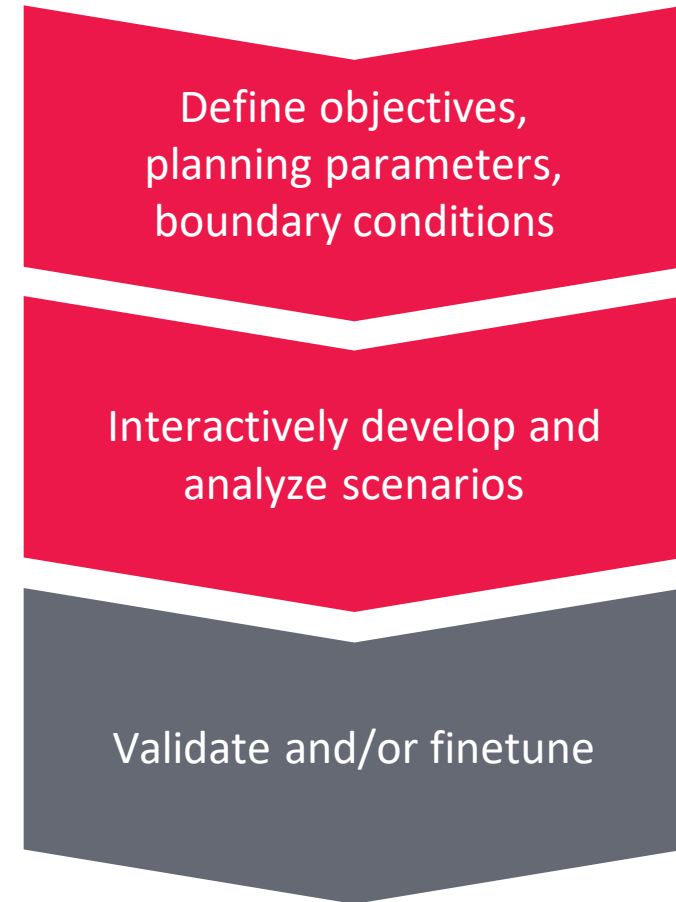 Define objectives,
planning parameters,
boundary conditions
Interactively develop and
analyze scenarios
Validate and/or finetune